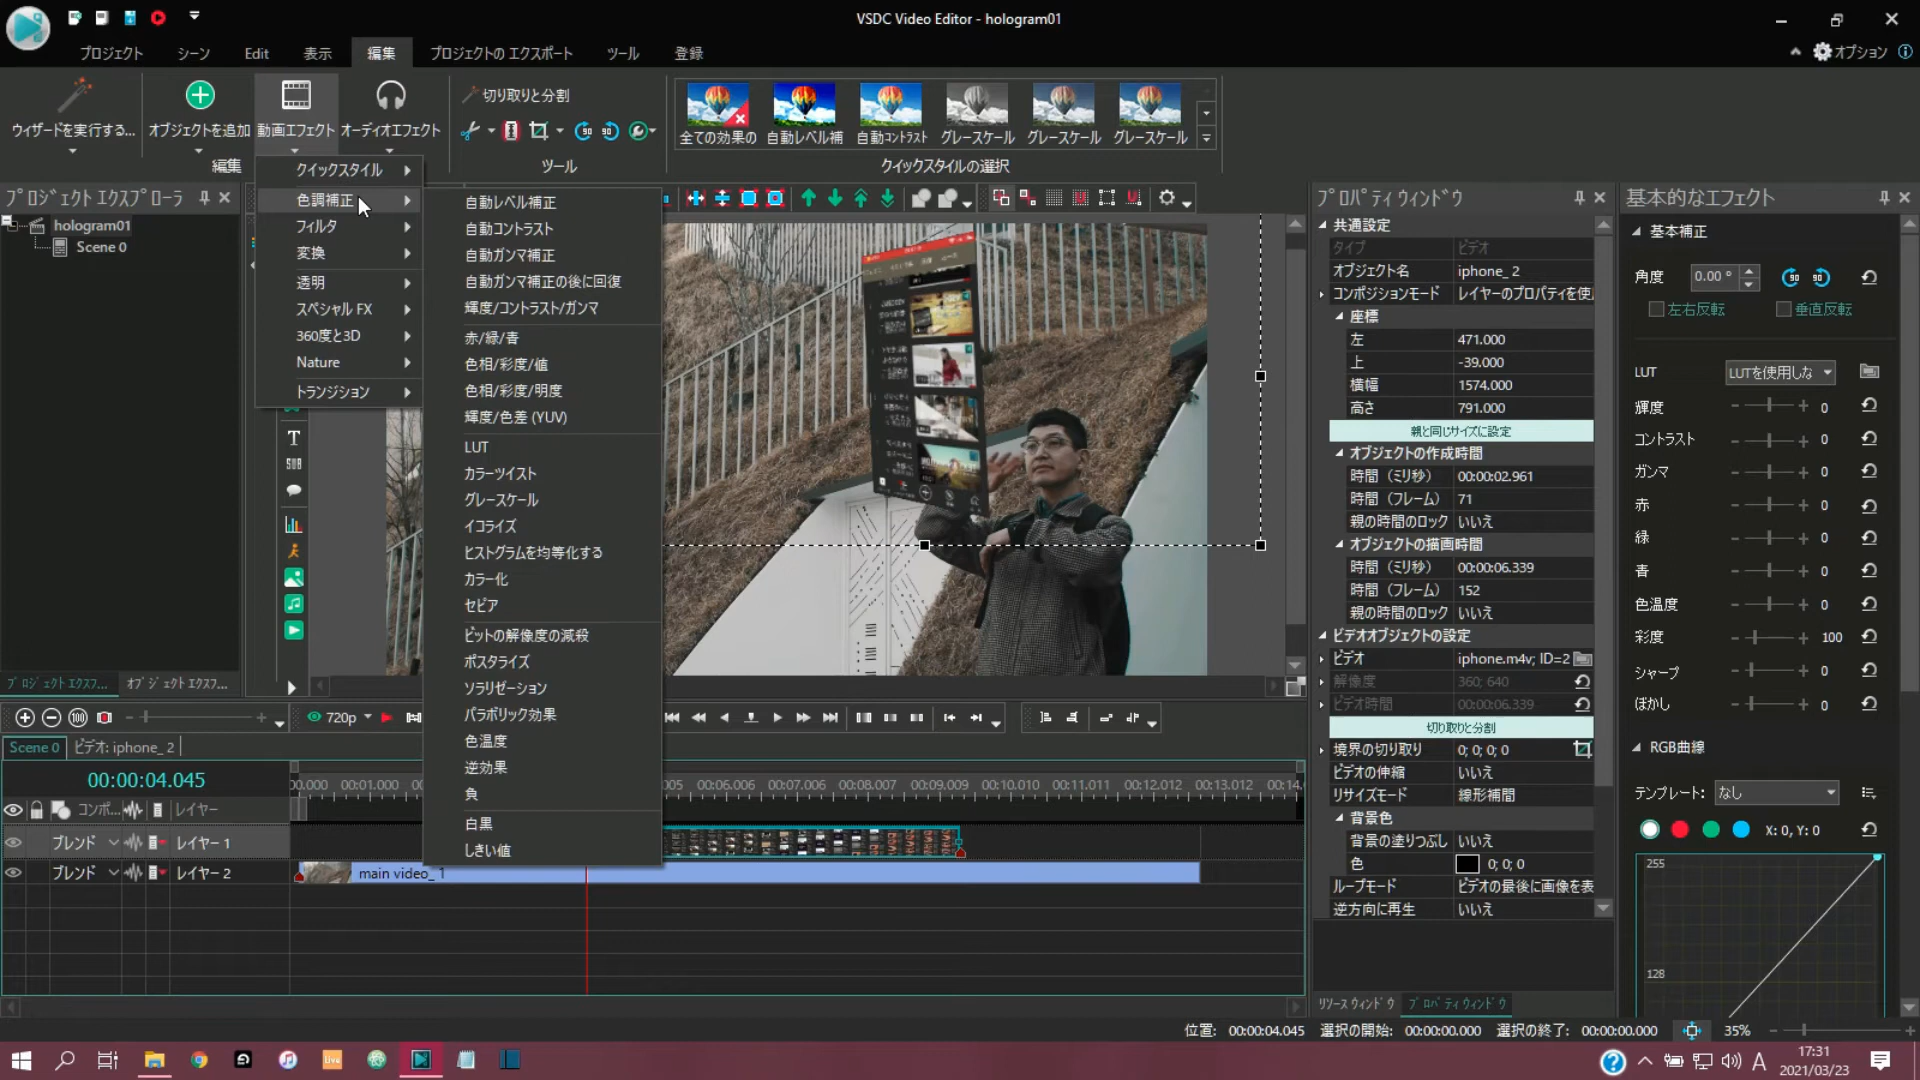 VSDC Video Editor - hologram01
プロジェクト
シーン
Edit
表示
編集
プロジェクトの エクスポート
ツール
登録
オプション
ウィザードを実行する...
オブジェクトを追加
動画エフェクト
オーディオエフェクト
編集
切り取りと分割
ツール
全ての効果の
自動レベル補
自動コントラスト
グレースケール
グレースケール
グレースケール
クイックスタイルの選択
プロジェクト エクスプローラ
hologram01
Scene 0
クイックスタイル
色調補正
フィルタ
変換
透明
スペシャル FX
360度と3D
Nature
トランジション
自動レベル補正
自動コントラスト
自動ガンマ補正
自動ガンマ補正の後に回復
輝度/コントラスト/ガンマ
赤/緑/青
色相/彩度/値
色相/彩度/明度
輝度/色差 (YUV)
LUT
カラーツイスト
グレースケール
イコライズ
ヒストグラムを均等化する
カラー化
セピア
ビットの解像度の減殺
ポスタライズ
ソラリゼーション
パラボリック効果
色温度
逆効果
負
白黒
しきい値
プロパティ ウィンドウ
共通設定
タイプ ビデオ
オブジェクト名 iphone_ 2
コンポジションモード レイヤーのプロパティを使用
座標
左 471.000
上 -39.000
横幅 1574.000
高さ 791.000
親と同じサイズに設定
オブジェクトの作成時間
時間（ミリ秒） 00:00:02.961
時間（フレーム） 71
親の時間のロック いいえ
オブジェクトの描画時間
時間（ミリ秒） 00:00:06.339
時間（フレーム） 152
親の時間のロック いいえ
ビデオオブジェクトの設定
ビデオ iphone.m4v; ID=2
解像度 360; 640
ビデオ時間 00:00:06.339
切り取りと分割
境界の切り取り 0; 0; 0; 0
ビデオの伸縮 いいえ
リサイズモード 線形補間
背景色
背景の塗りつぶし いいえ
色 0; 0; 0
ループモード ビデオの最後に画像を表
逆方向に再生 いいえ
リソース ウィンドウ
プロパティ ウィンドウ
基本的なエフェクト
基本補正
角度 0.00 °
90
90
左右反転
垂直反転
LUT LUTを使用しな
輝度 0
コントラスト 0
ガンマ 0
赤 0
緑 0
青 0
色温度 0
彩度 100
シャープ 0
ぼかし 0
RGB曲線
テンプレート: なし
X: 0, Y: 0
255
128
T
SUB
プロジェクト エクスプ...
オブジェクト エクスプ...
100
720p
Scene 0
ビデオ: iphone_ 2
00:00:04.045
00:01.000
00:06.006
00:07.007
00:08.007
00:09.009
00:10.010
00:11.011
00:12.012
00:13.012
コンポ...
レイヤー
ブレンド
レイヤー 1
ブレンド
レイヤー 2
main video_ 1
位置: 00:00:04.045
選択の開始: 00:00:00.000
選択の終了: 00:00:00.000
35%
live
A
17:31
2021/03/23